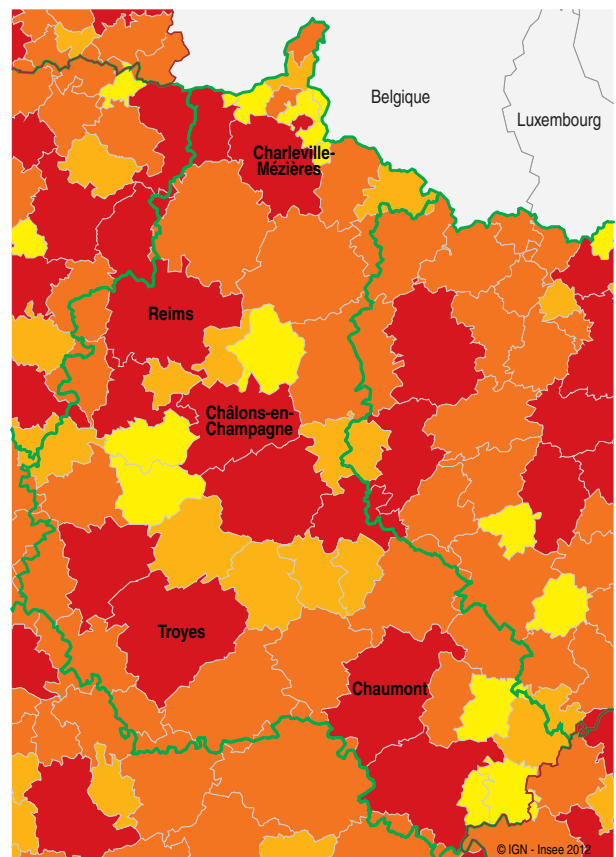 Belgique
Luxembourg
Charleville-
Mézières
Reims
Châlons-en-
Champagne
Troyes
Chaumont
© IGN - Insee 2012